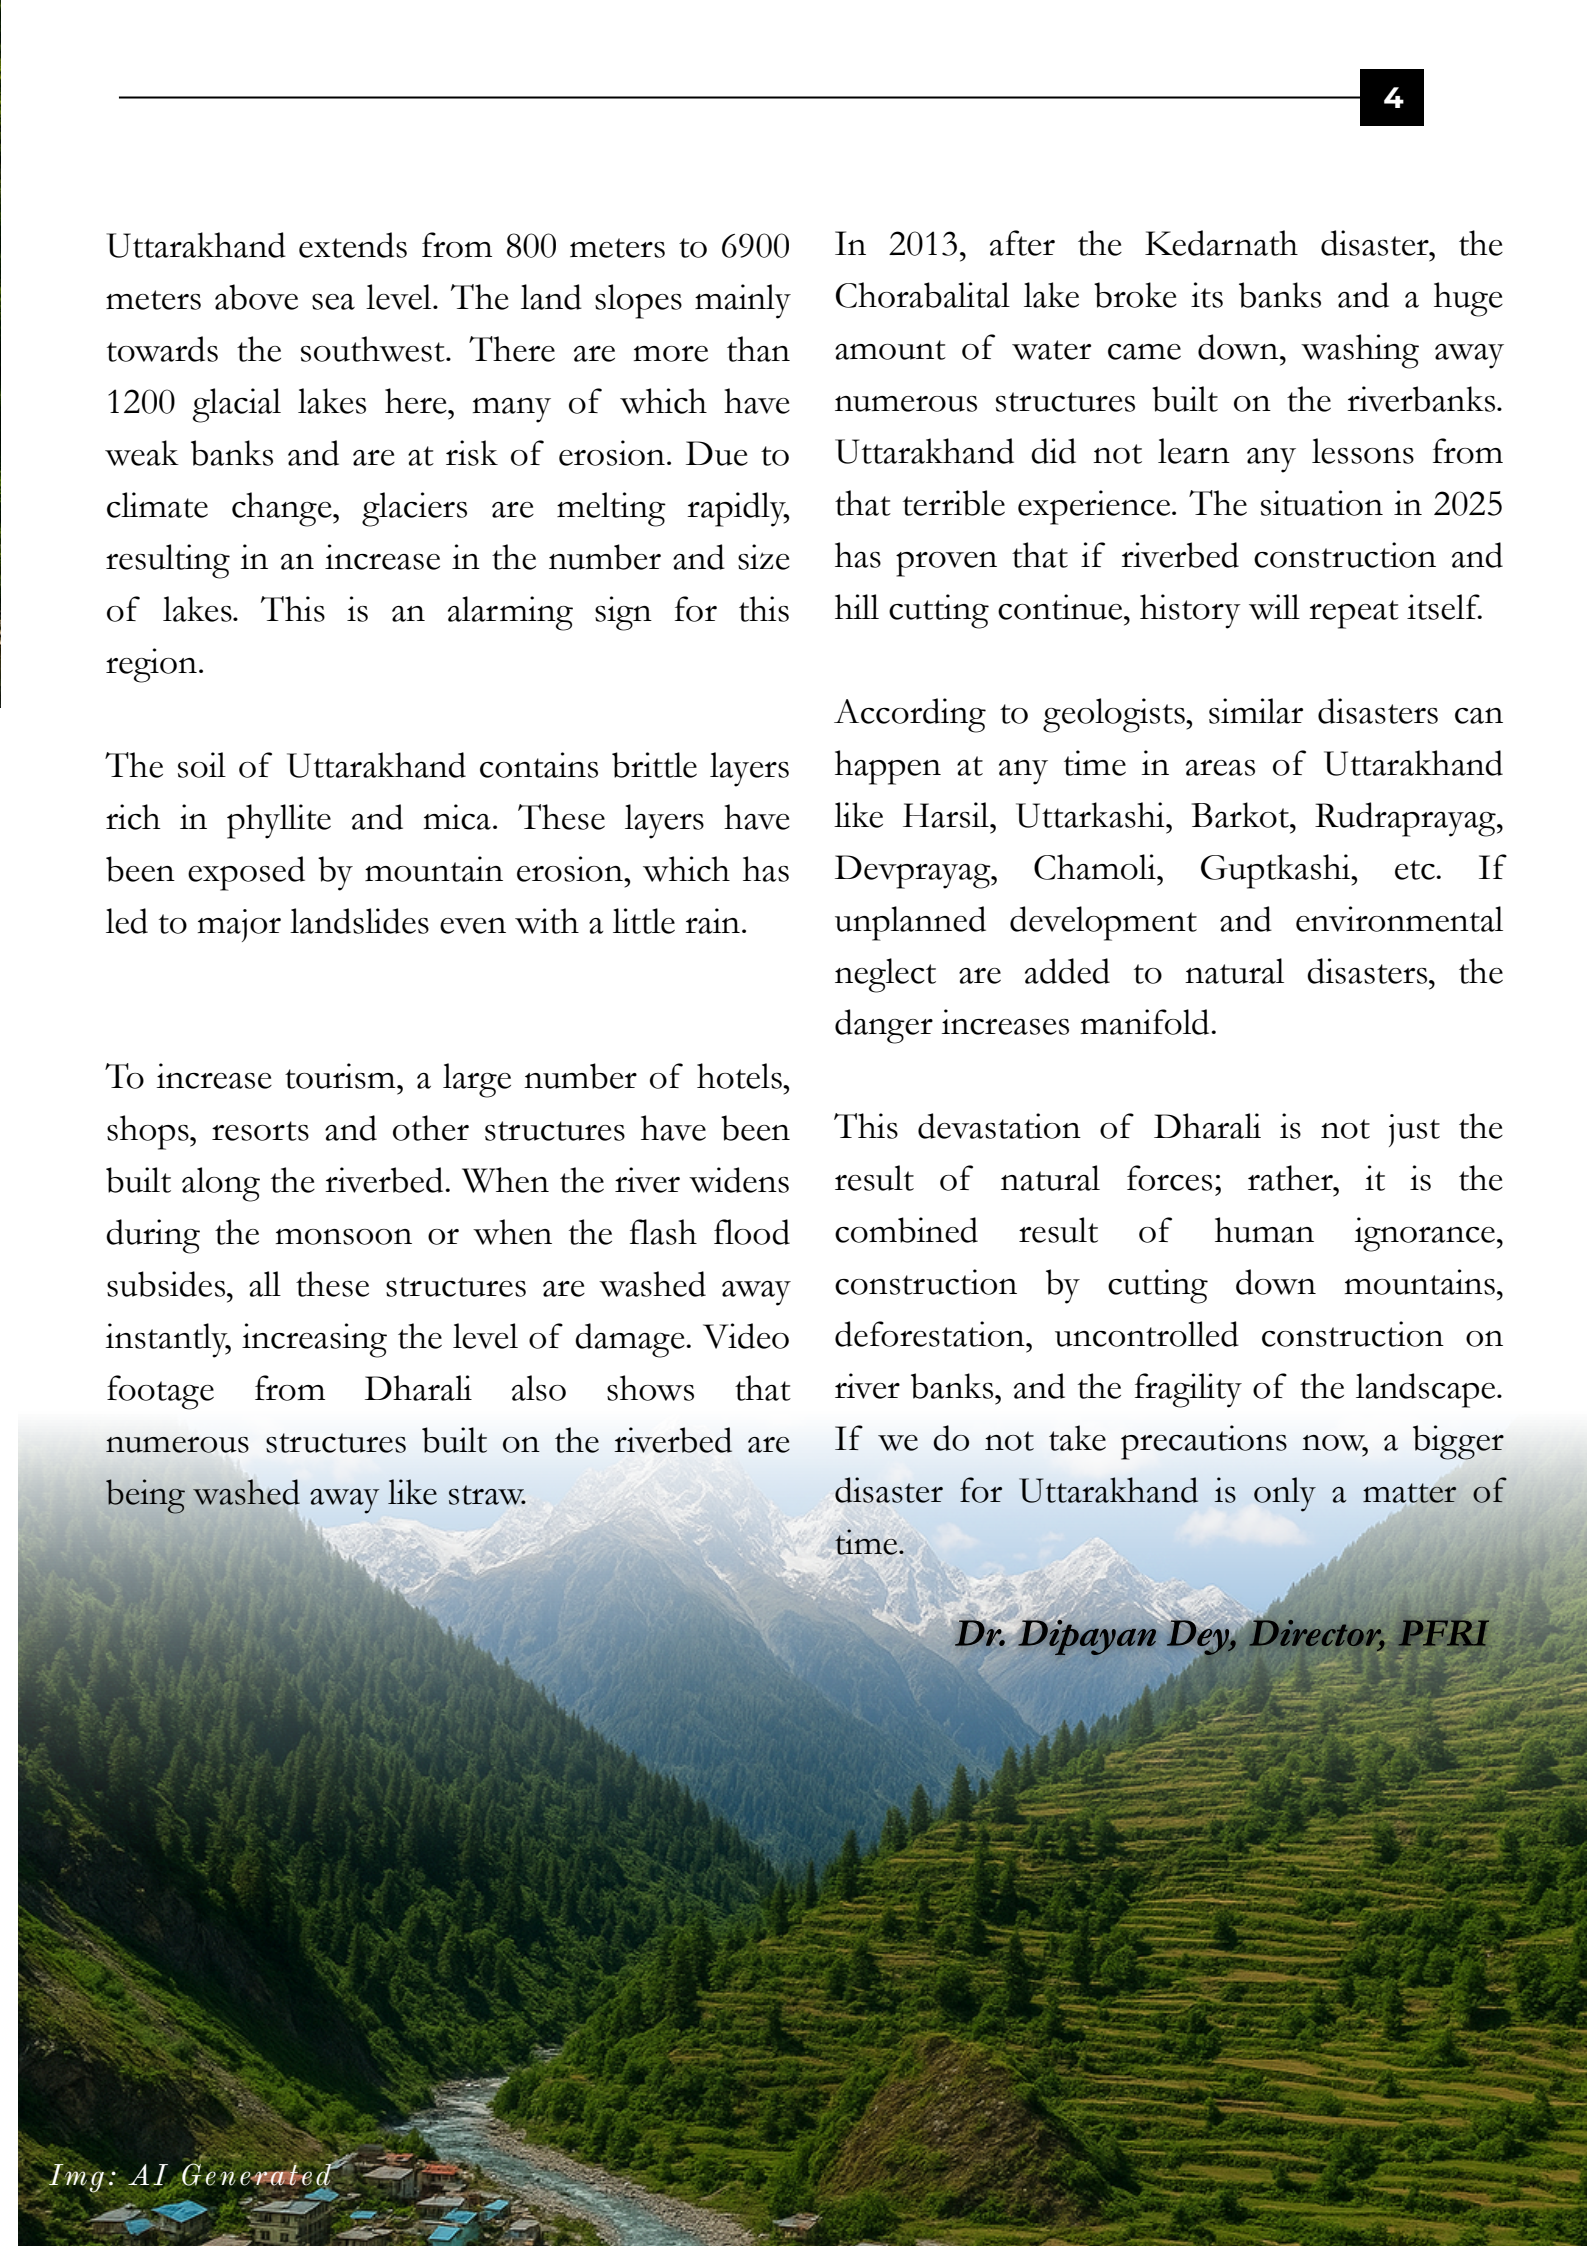 4
Uttarakhand extends from 800 meters to 6900
meters above sea level. The land slopes mainly
towards the southwest. There are more than
1200 glacial lakes here, many of which have
weak banks and are at risk of erosion. Due to
climate change, glaciers are melting rapidly,
resulting in an increase in the number and size
of lakes. This is an alarming sign for this
region.
The soil of Uttarakhand contains brittle layers
rich in phyllite and mica. These layers have
been exposed by mountain erosion, which has
led to major landslides even with a little rain.
To increase tourism, a large number of hotels,
shops, resorts and other structures have been
built along the riverbed. When the river widens
during the monsoon or when the flash flood
subsides, all these structures are washed away
instantly, increasing the level of damage. Video
footage from Dharali also shows that
numerous structures built on the riverbed are
being washed away like straw.
In 2013, after the Kedarnath disaster, the
Chorabalital lake broke its banks and a huge
amount of water came down, washing away
numerous structures built on the riverbanks.
Uttarakhand did not learn any lessons from
that terrible experience. The situation in 2025
has proven that if riverbed construction and
hill cutting continue, history will repeat itself.
According to geologists, similar disasters can
happen at any time in areas of Uttarakhand
like Harsil, Uttarkashi, Barkot, Rudraprayag,
Devprayag, Chamoli, Guptkashi, etc. If
unplanned development and environmental
neglect are added to natural disasters, the
danger increases manifold.
This devastation of Dharali is not just the
result of natural forces; rather, it is the
combined result of human ignorance,
construction by cutting down mountains,
deforestation, uncontrolled construction on
river banks, and the fragility of the landscape.
If we do not take precautions now, a bigger
disaster for Uttarakhand is only a matter of
time.
Dr. Dipayan Dey, Director, PFRI
Img: AI Generated